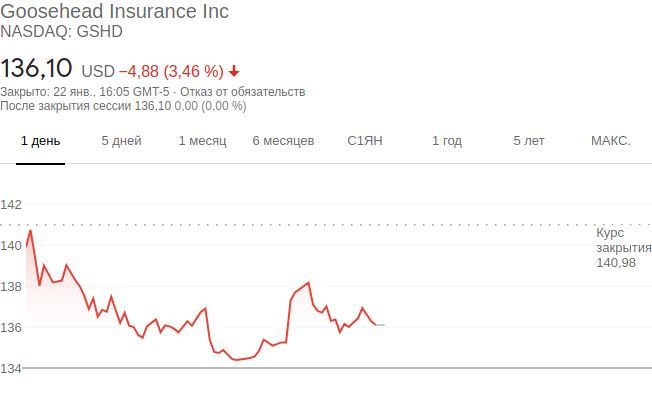 Goosehead Insurance Inc
NASDAQ: GSHD
136,10 USD −4,88 (3,46 %)
Закрыто: 22 янв., 16:05 GMT-5 · Отказ от обязательств
После закрытия сессии 136,10 0,00 (0,00 %)
1 день 5 дней 1 месяц 6 месяцев С1ЯН 1 год 5 лет МАКС.
142
Курс
закрытия
140,98
140
138
136
134